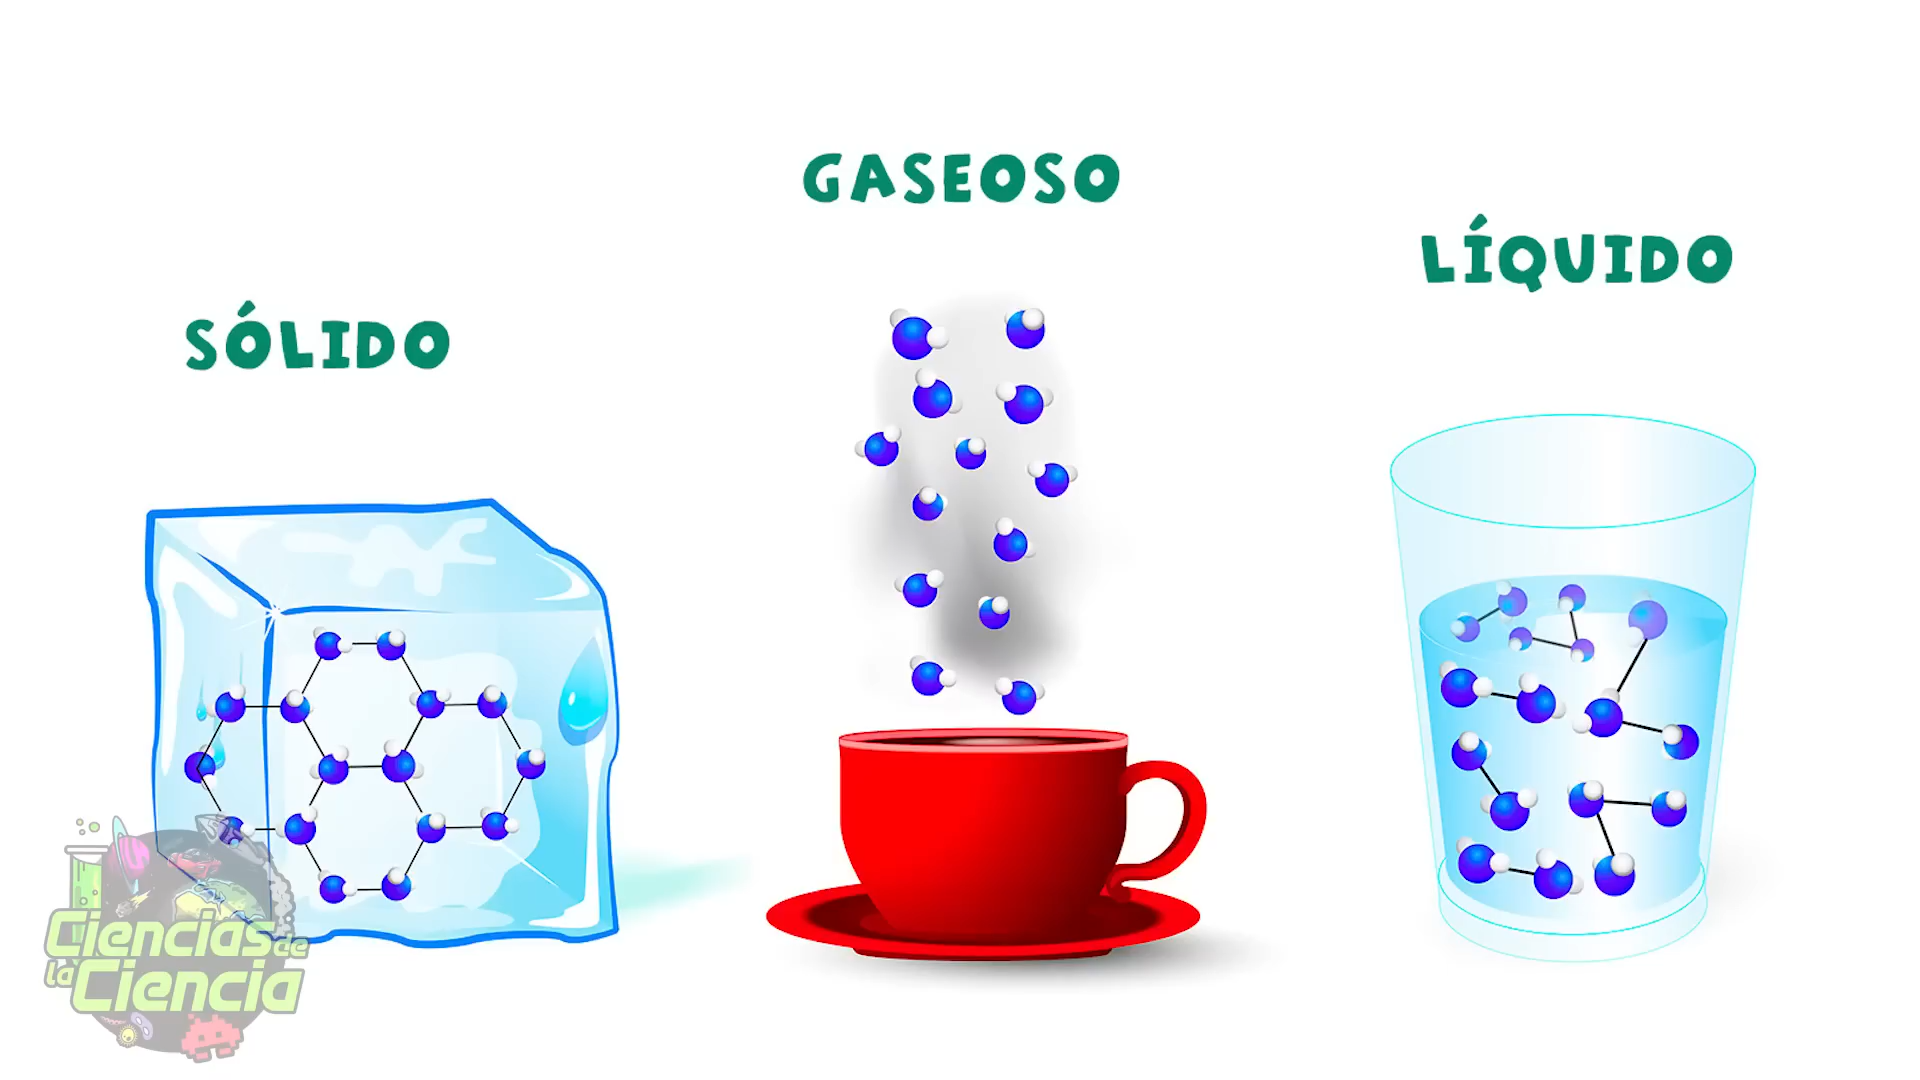 GASEOSO
LÍQUIDO
SÓLIDO
Ciencias de
la Ciencia